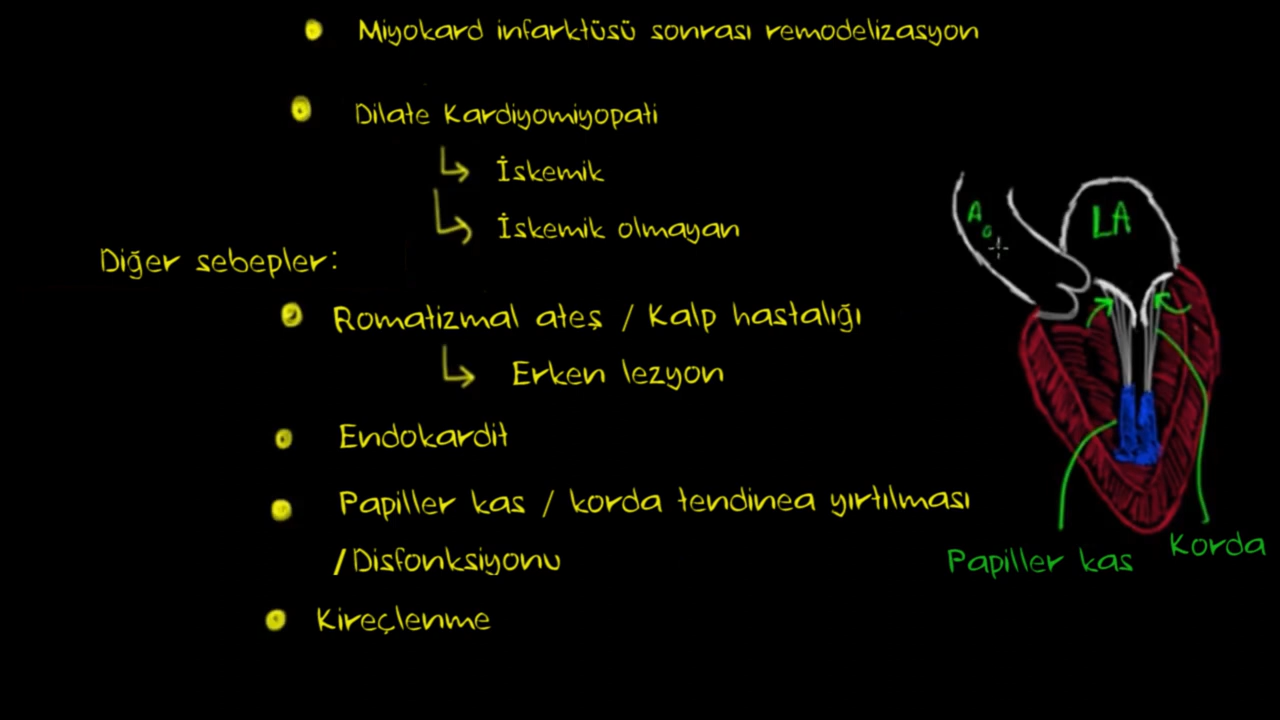 Miyokard infarktüsü sonrası remodelizasyon
Dilate Kardiyomiyopati
İskemik
İskemik olmayan
Diğer sebepler:
Romatizmal ateş / Kalp hastalığı
Erken lezyon
Endokardit
Papiller kas / korda tendinea yırtılması
/Disfonksiyonu
Kireçlenme
Ao
LA
Papiller kas
Korda